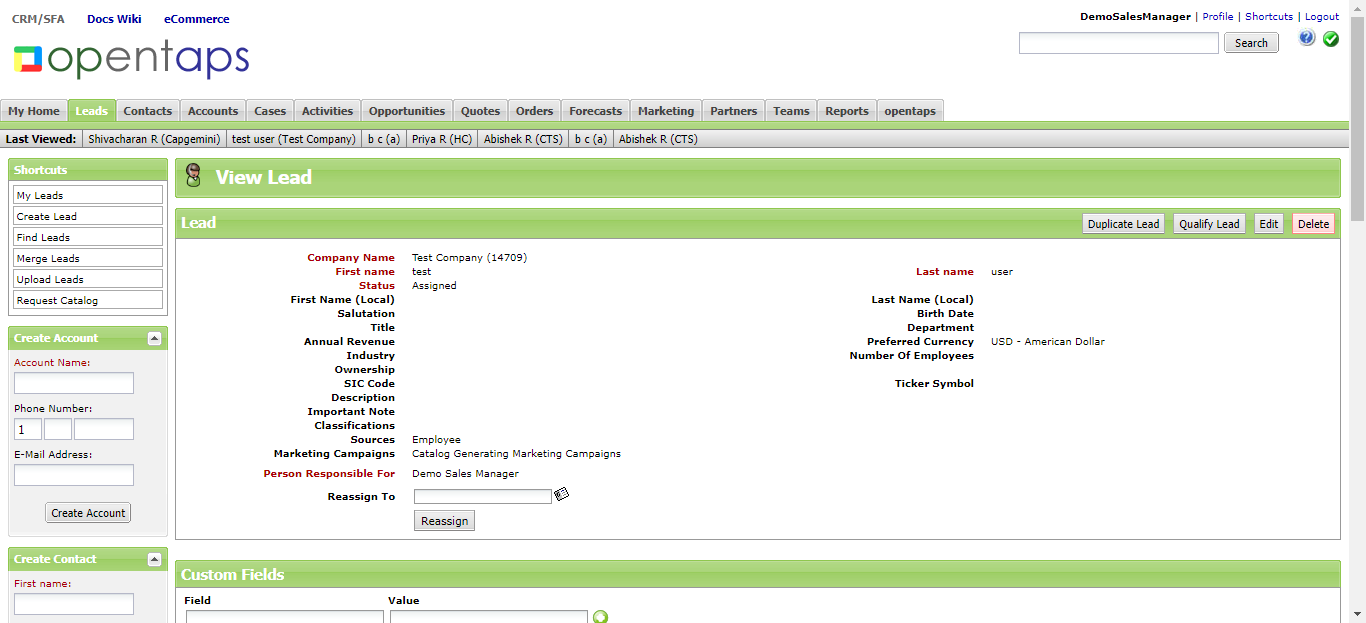 CRM/SFA Docs Wiki eCommerce
DemoSalesManager | Profile | Shortcuts | Logout
opentaps
Search
My Home Leads Contacts Accounts Cases Activities Opportunities Quotes Orders Forecasts Marketing Partners Teams Reports opentaps
Last Viewed: Shivacharan R (Capgemini) test user (Test Company) b c (a) Priya R (HC) Abishek R (CTS) b c (a) Abishek R (CTS)
Shortcuts
My Leads
Create Lead
Find Leads
Merge Leads
Upload Leads
Request Catalog
Create Account
Account Name:
Phone Number:
1
E-Mail Address:
Create Account
Create Contact
First name:
View Lead
Lead
Duplicate Lead Qualify Lead Edit Delete
Company Name Test Company (14709)
First name test Last name user
Status Assigned
First Name (Local) Last Name (Local)
Salutation Birth Date
Title Department
Annual Revenue Preferred Currency USD - American Dollar
Industry Number Of Employees
Ownership
SIC Code Ticker Symbol
Description
Important Note
Classifications
Sources Employee
Marketing Campaigns Catalog Generating Marketing Campaigns
Person Responsible For Demo Sales Manager
Reassign To
Reassign
Custom Fields
Field Value